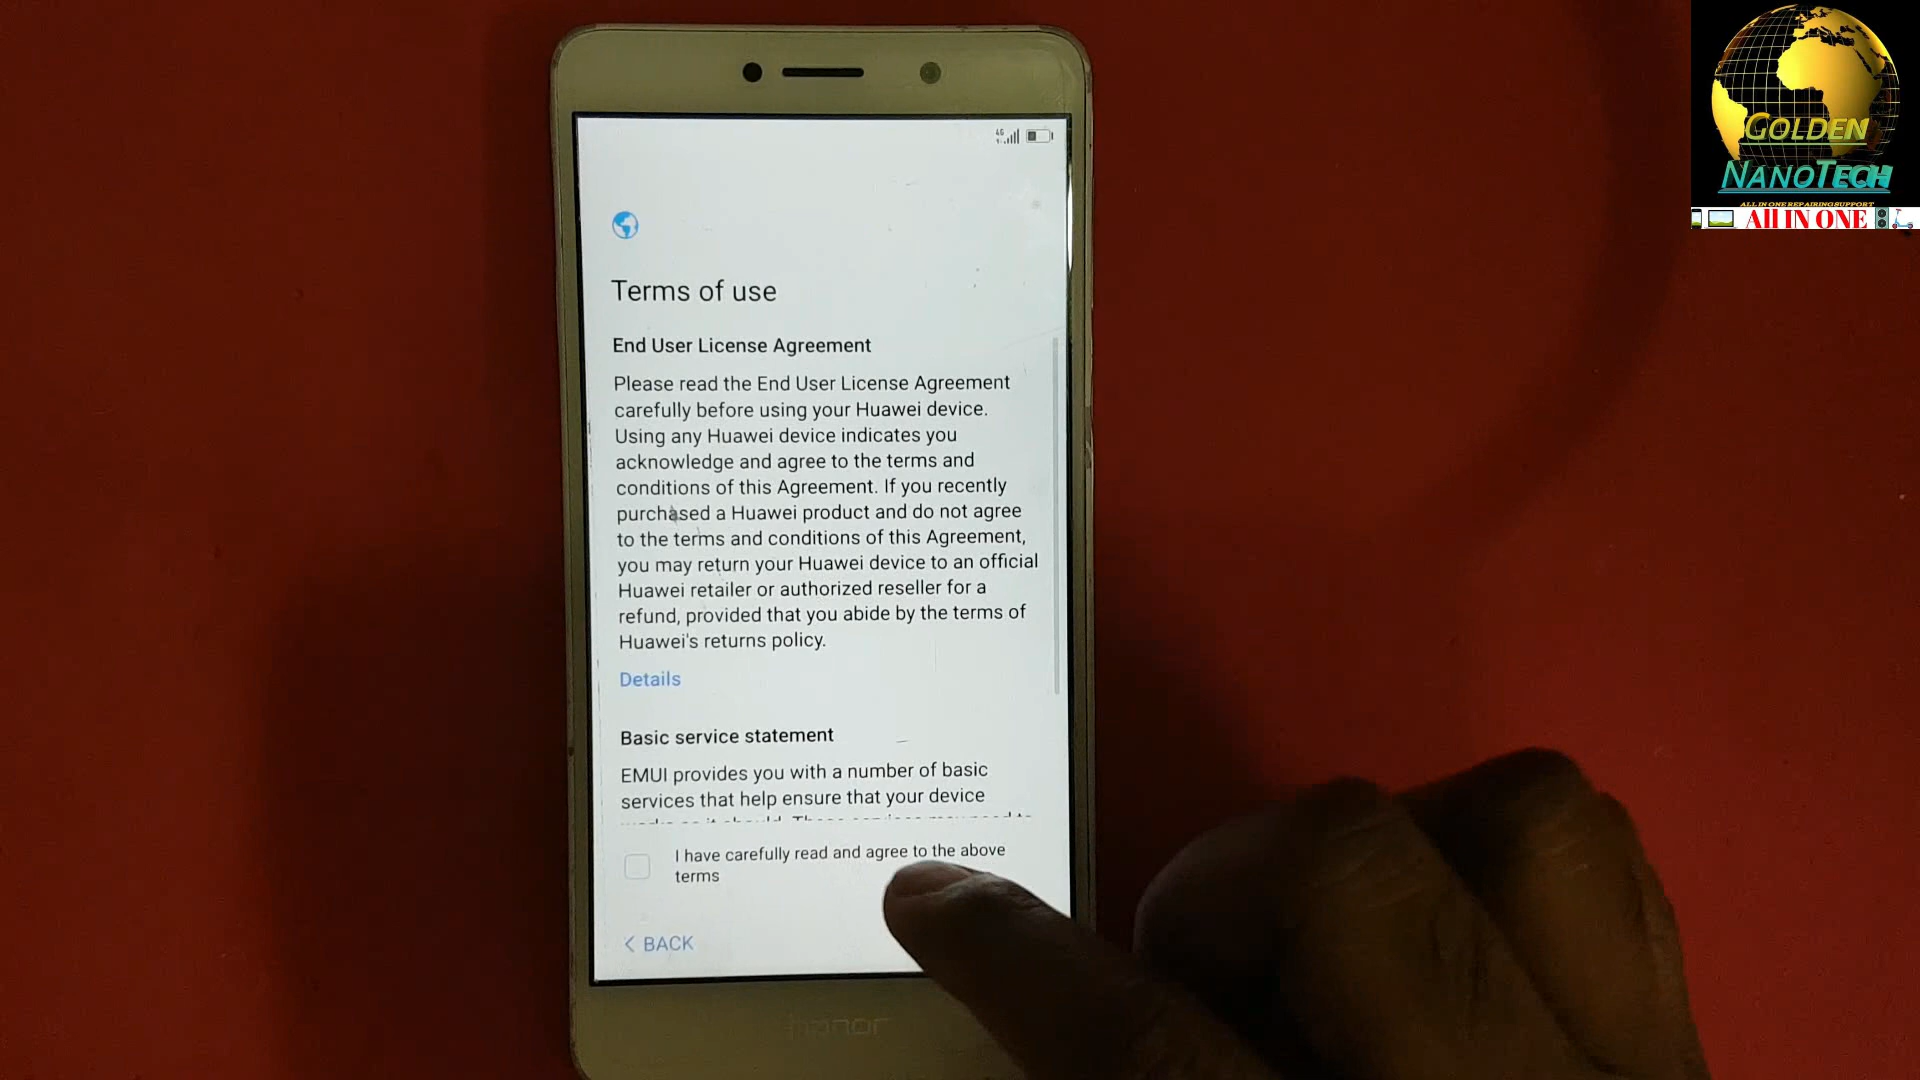 GOLDEN
NANOTECH
ALL IN ONE REPAIRING SUPPORT
All IN ONE
4G
Terms of use
End User License Agreement
Please read the End User License Agreement
carefully before using your Huawei device.
Using any Huawei device indicates you
acknowledge and agree to the terms and
conditions of this Agreement. If you recently
purchased a Huawei product and do not agree
to the terms and conditions of this Agreement,
you may return your Huawei device to an official
Huawei retailer or authorized reseller for a
refund, provided that you abide by the terms of
Huawei's returns policy.
Details
Basic service statement
EMUI provides you with a number of basic
services that help ensure that your device
I have carefully read and agree to the above
terms
< BACK
honor